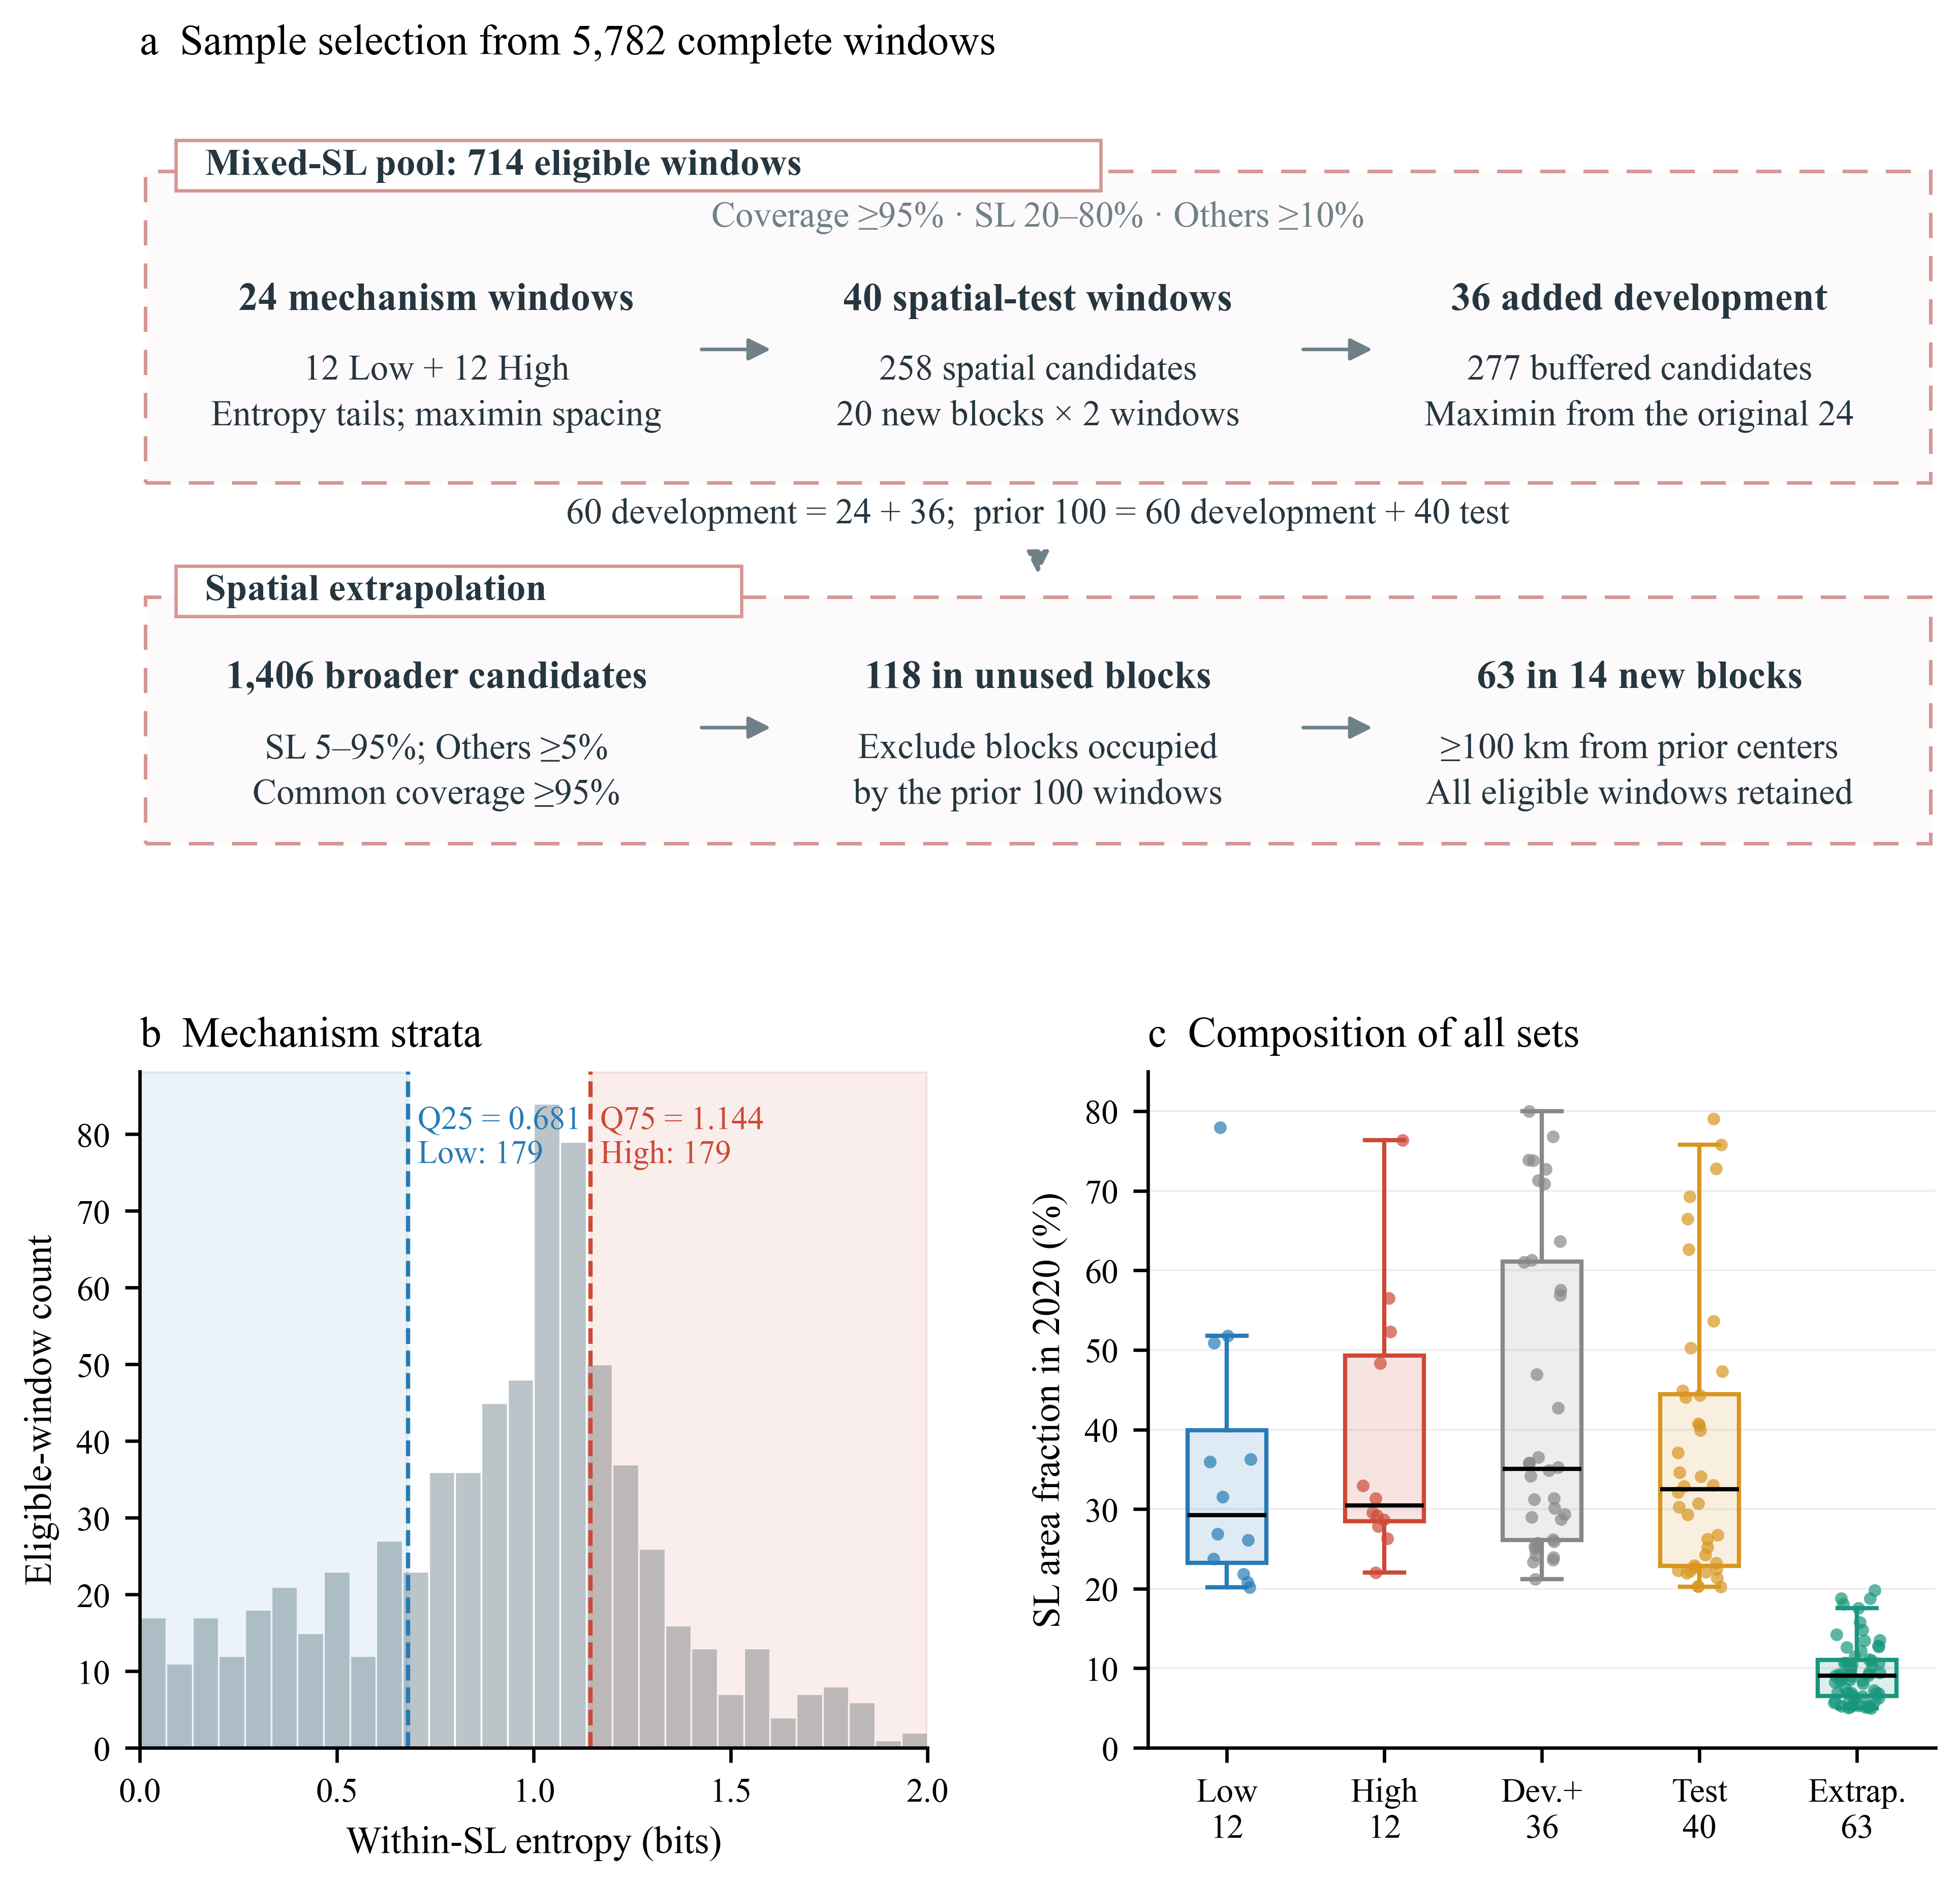 a Sample selection from 5,782 complete windows
Mixed-SL pool: 714 eligible windows
Coverage ≥95% · SL 20–80% · Others ≥10%
24 mechanism windows
12 Low + 12 High
Entropy tails; maximin spacing
40 spatial-test windows
258 spatial candidates
20 new blocks × 2 windows
36 added development
277 buffered candidates
Maximin from the original 24
60 development = 24 + 36; prior 100 = 60 development + 40 test
Spatial extrapolation
1,406 broader candidates
SL 5–95%; Others ≥5%
Common coverage ≥95%
118 in unused blocks
Exclude blocks occupied
by the prior 100 windows
63 in 14 new blocks
≥100 km from prior centers
All eligible windows retained
b Mechanism strata
Q25 = 0.681
Low: 179
Q75 = 1.144
High: 179
Eligible-window count
80
70
60
50
40
30
20
10
0
0.0 0.5 1.0 1.5 2.0
Within-SL entropy (bits)
c Composition of all sets
SL area fraction in 2020 (%)
80
70
60
50
40
30
20
10
0
Low High Dev.+ Test Extrap.
12 12 36 40 63